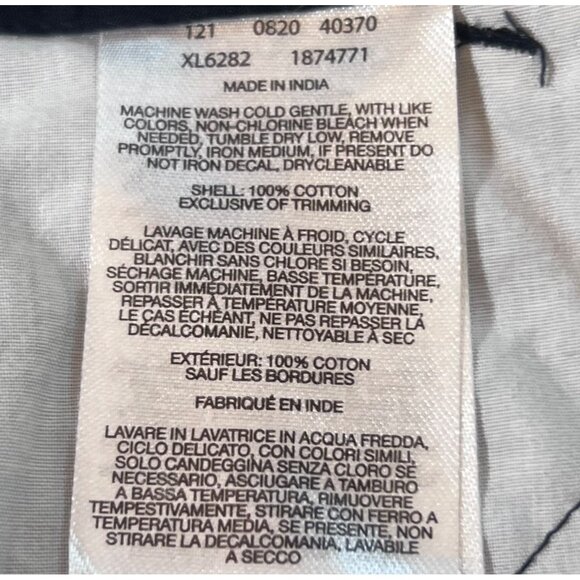 121 0820 40370
XL6282 1874771
MADE IN INDIA
MACHINE WASH COLD GENTLE, WITH LIKE
COLORS, NON-CHLORINE BLEACH WHEN
NEEDED, TUMBLE DRY LOW, REMOVE
PROMPTLY, IRON MEDIUM, IF PRESENT DO
NOT IRON DECAL, DRYCLEANABLE
SHELL: 100% COTTON
EXCLUSIVE OF TRIMMING
LAVAGE MACHINE À FROID, CYCLE
DÉLICAT, AVEC DES COULEURS SIMILAIRES,
BLANCHIR SANS CHLORE SI BESOIN,
SÉCHAGE MACHINE, BASSE TEMPÉRATURE,
SORTIR IMMÉDIATEMENT DE LA MACHINE,
REPASSER À TEMPÉRATURE MOYENNE,
LE CAS ÉCHÉANT, NE PAS REPASSER LA
DÉCALCOMANIE, NETTOYABLE À SEC
EXTÉRIEUR: 100% COTON
SAUF LES BORDURES
FABRIQUÉ EN INDE
LAVARE IN LAVATRICE IN ACQUA FREDDA,
CICLO DELICATO, CON COLORI SIMILI,
SOLO CANDEGGINA SENZA CLORO SE
NECESSARIO, ASCIUGARE A TAMBURO
A BASSA TEMPERATURA, RIMUOVERE
TEMPESTIVAMENTE, STIRARE CON FERRO A
TEMPERATURA MEDIA, SE PRESENTE, NON
STIRARE LA DECALCOMANIA, LAVABILE
A SECCO